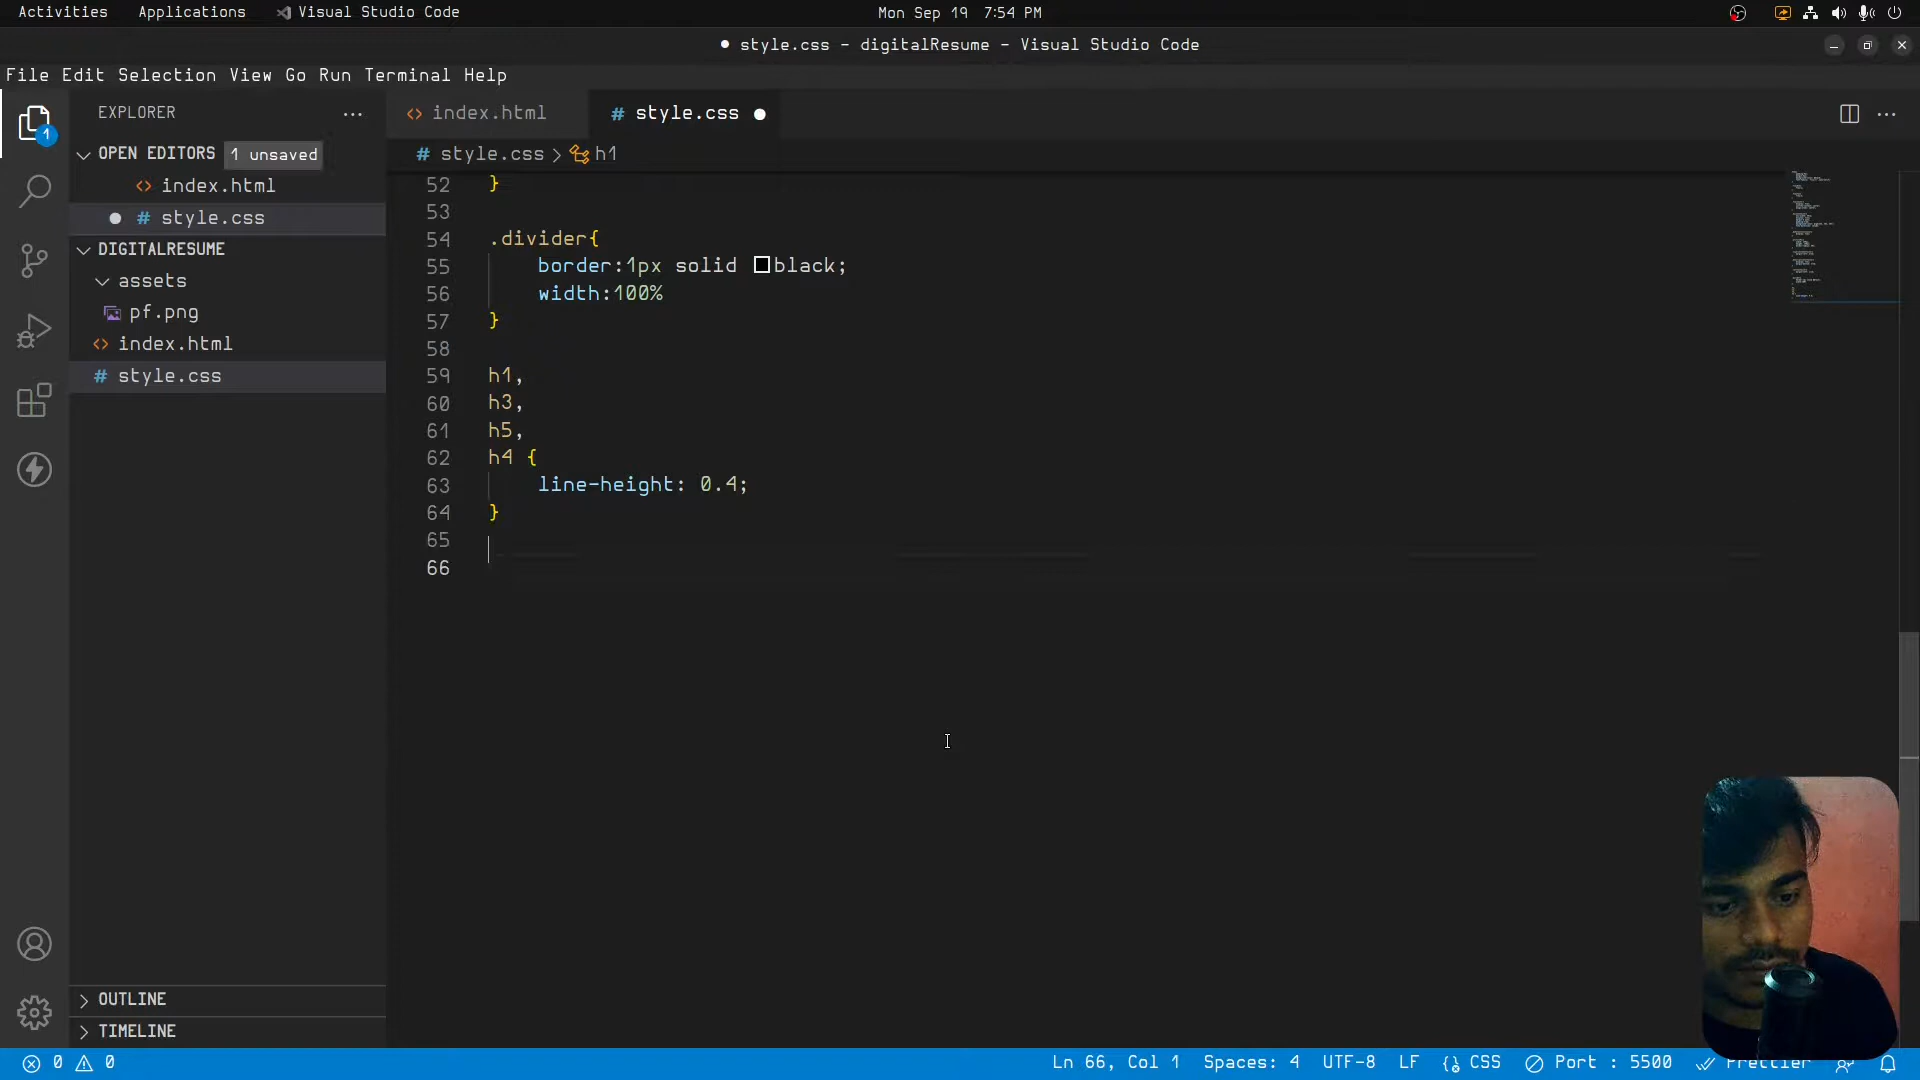 Activities Applications Visual Studio Code Mon Sep 19 7:54 PM
● style.css - digitalResume - Visual Studio Code
File Edit Selection View Go Run Terminal Help
EXPLORER ...
OPEN EDITORS 1 unsaved
index.html
# style.css
DIGITALRESUME
assets
pf.png
index.html
# style.css
OUTLINE
TIMELINE
1
<> index.html # style.css ●
# style.css > h1
52 }
53
54 .divider{
55 border:1px solid black;
56 width:100%
57 }
58
59 h1,
60 h3,
61 h5,
62 h4 {
63 line-height: 0.4;
64 }
65
66
0 0 Ln 66, Col 1 Spaces: 4 UTF-8 LF {} CSS Port : 5500 Prettier